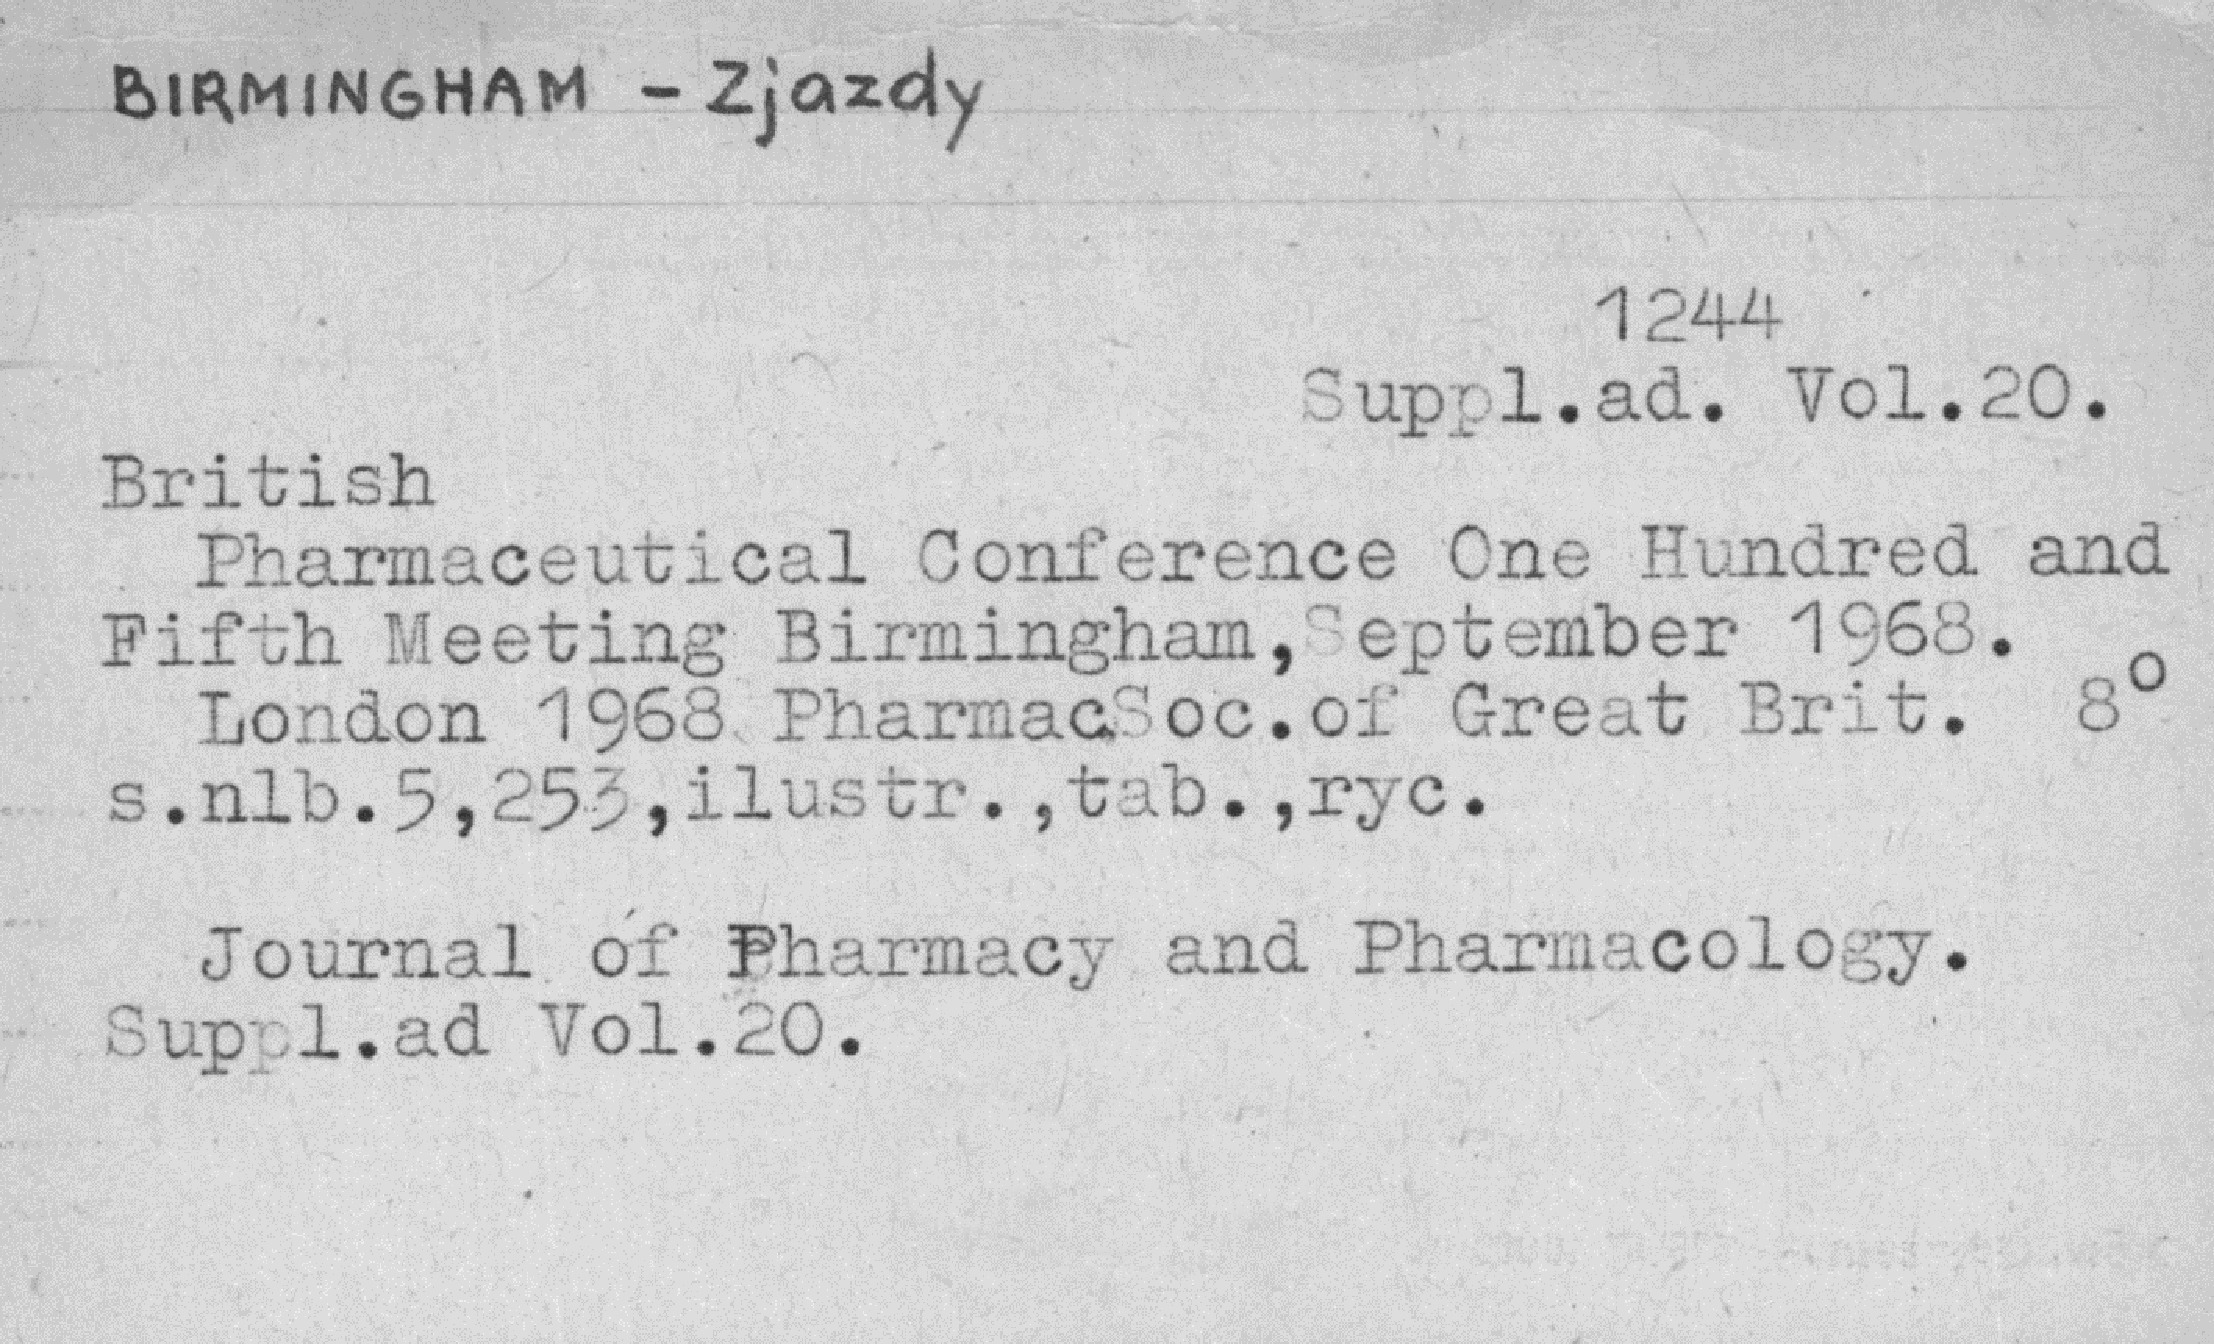 BIRMINGHAM - Zjazdy
1244
Suppl.ad. Vol.20.
British
Pharmaceutical Conference One Hundred and
Fifth Meeting Birmingham,September 1968.
London 1968 PharmacSoc.of Great Brit. 8°
s.nlb.5,253,ilustr.,tab.,ryc.
Journal of Pharmacy and Pharmacology.
Suppl.ad Vol.20.